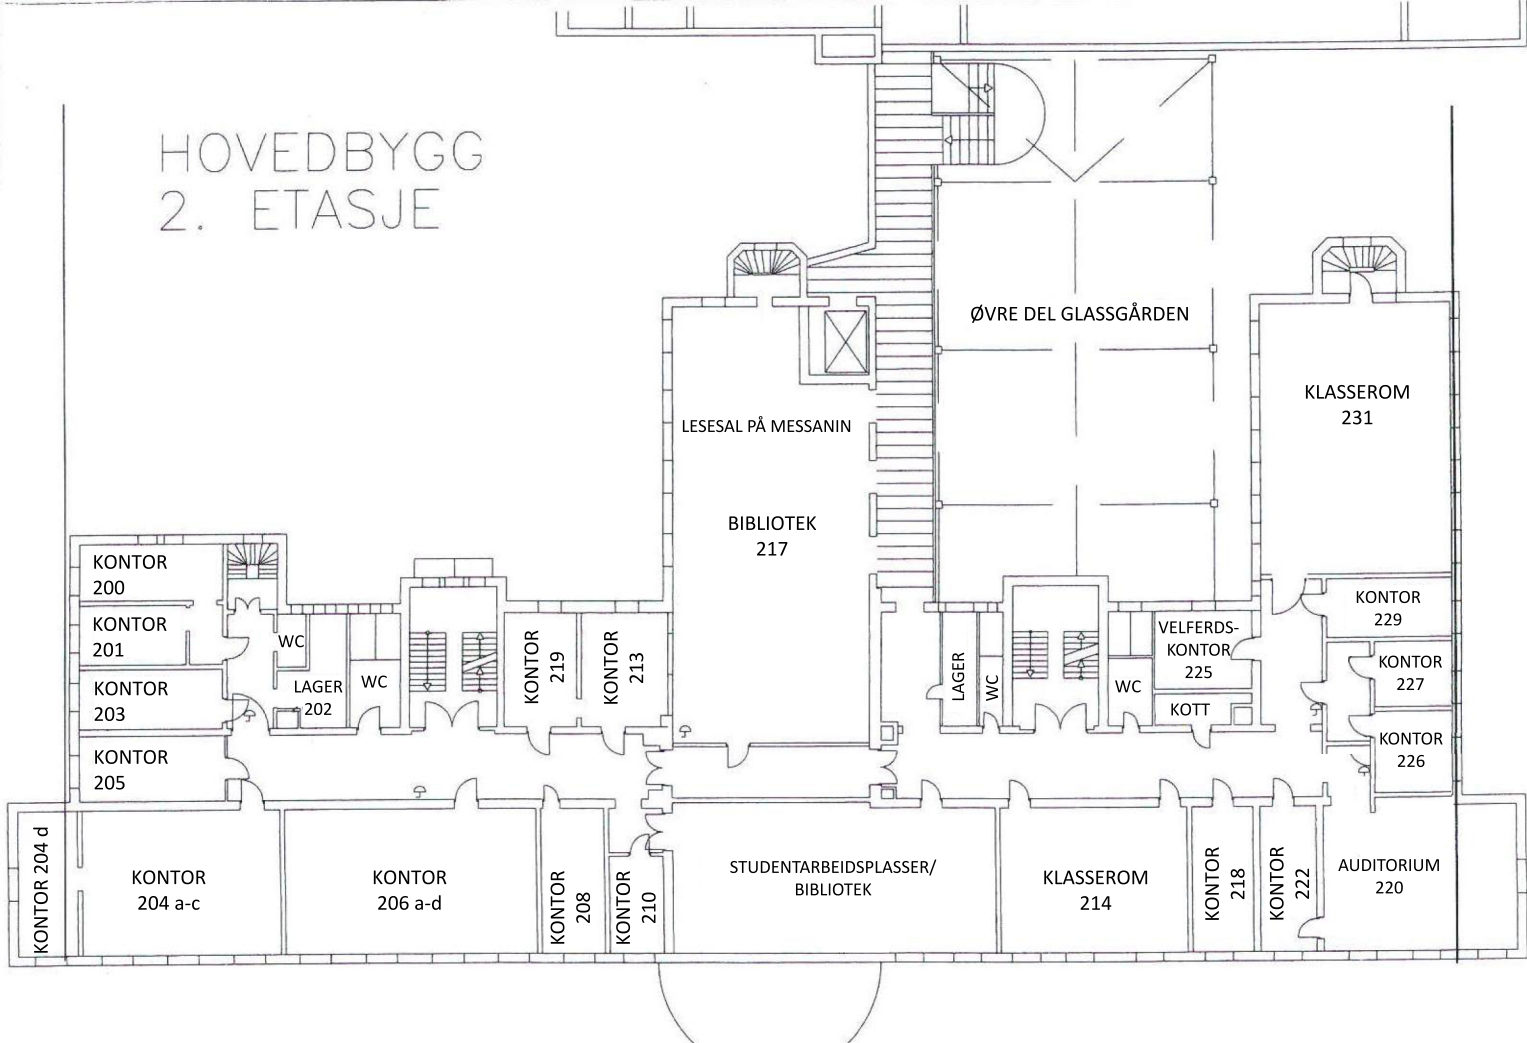 HOVEDBYGG
2. ETASJE
ØVRE DEL GLASSGÅRDEN
KLASSEROM
231
LESESAL PÅ MESSANIN
BIBLIOTEK
217
KONTOR
200
KONTOR
201
WC
KONTOR
203
LAGER
202
WC
KONTOR
205
KONTOR
219
KONTOR
213
LAGER
WC
WC
VELFERDS-
KONTOR
225
KOTT
KONTOR
229
KONTOR
227
KONTOR
226
KONTOR 204 d
KONTOR
204 a-c
KONTOR
206 a-d
KONTOR
208
KONTOR
210
STUDENTARBEIDSPLASSER/
BIBLIOTEK
KLASSEROM
214
KONTOR
218
KONTOR
222
AUDITORIUM
220